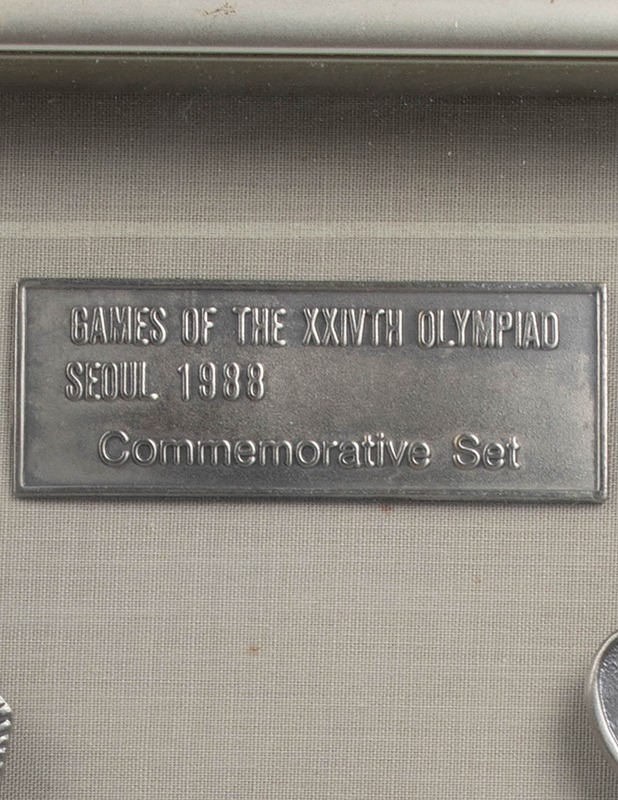 GAMES OF THE XXIVTH OLYMPIAD
SEOUL. 1988
Commemorative Set